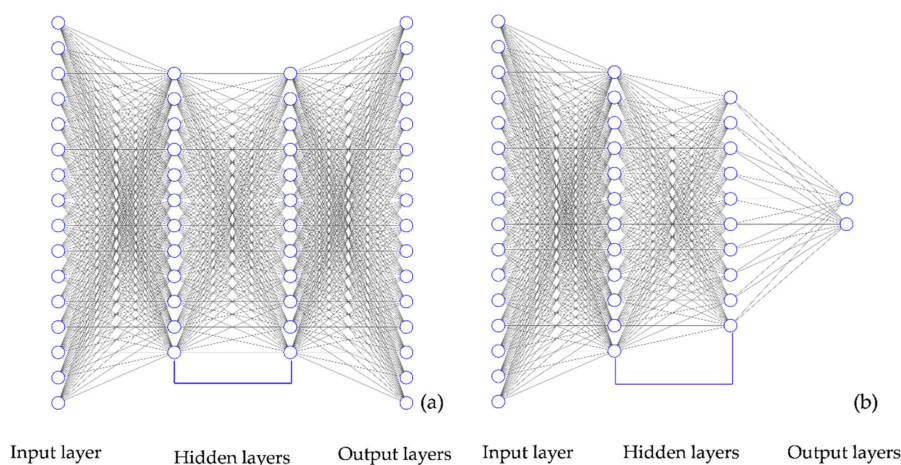 (a)
(b)
Input layer
Hidden layers
Output layers
Input layer
Hidden layers
Output layers